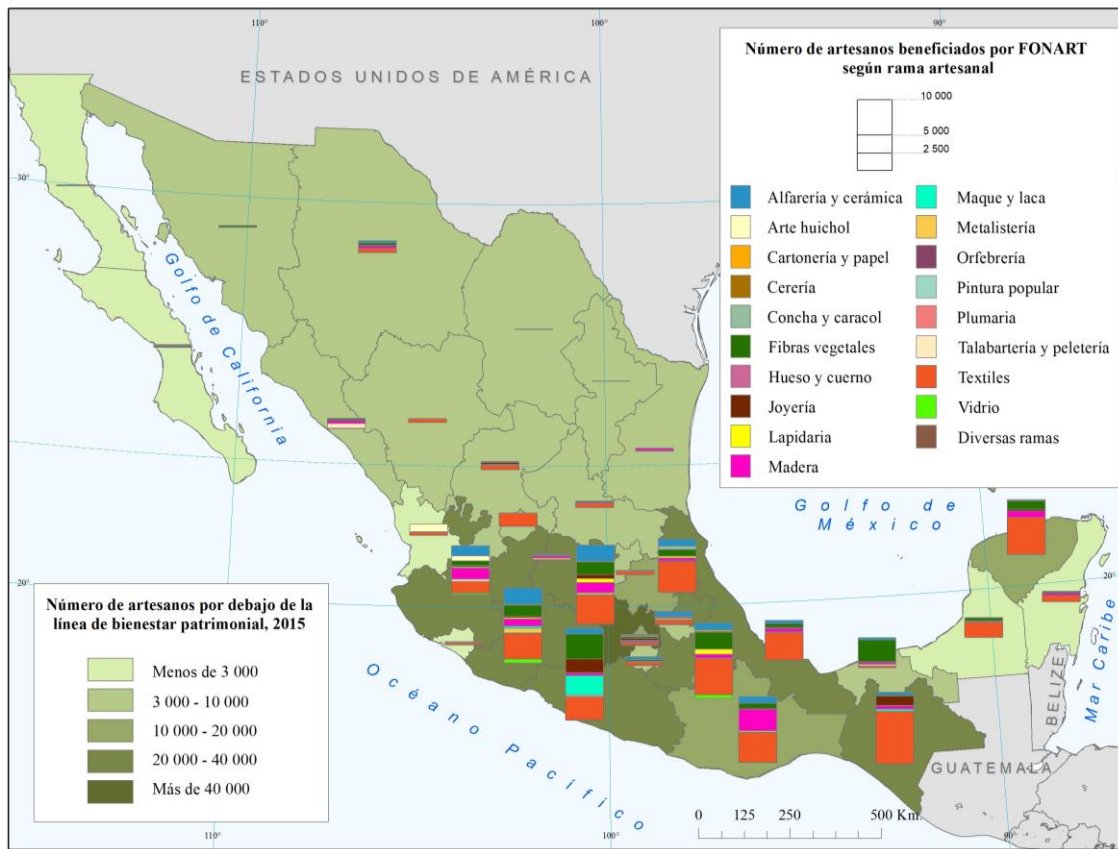 110°
100°
90°
ESTADOS UNIDOS DE AMÉRICA
Número de artesanos beneficiados por FONART
según rama artesanal
10 000
5 000
2 500
Alfarería y cerámica
Arte huichol
Cartonería y papel
Cerería
Concha y caracol
Fibras vegetales
Hueso y cuerno
Joyería
Lapidaria
Madera
Maque y laca
Metalistería
Orfebrería
Pintura popular
Plumaria
Talabartería y peletería
Textiles
Vidrio
Diversas ramas
30°
Golfo de California
Golfo de
México
20°
20°
Número de artesanos por debajo de la
línea de bienestar patrimonial, 2015
Menos de 3 000
3 000 - 10 000
10 000 - 20 000
20 000 - 40 000
Más de 40 000
Océano Pacífico
BELIZE
Mar Caribe
GUATEMALA
0 125 250 500 Km.
110°
100°
90°